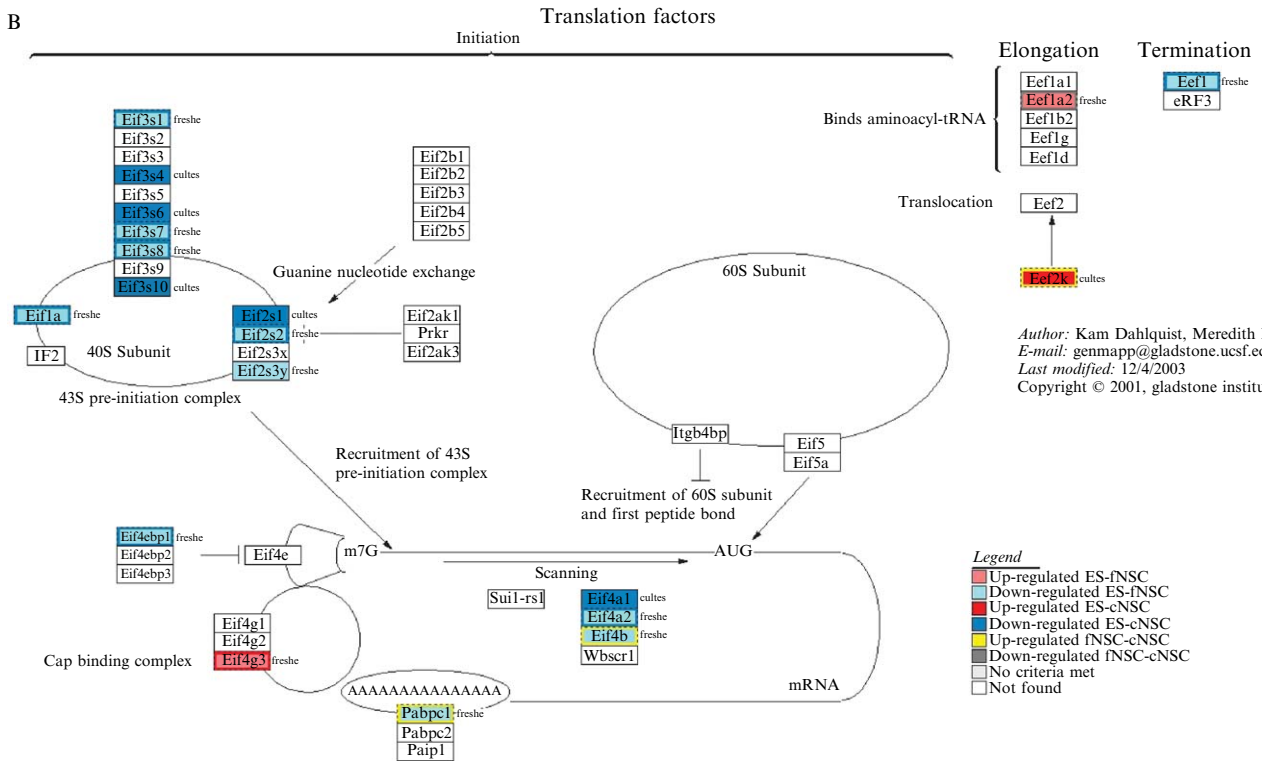 B
Translation factors
Initiation
Elongation
Termination
Eif3s1 freshe
Eif3s2
Eif3s3
Eif3s4 cultes
Eif3s5
Eif3s6 cultes
Eif3s7 freshe
Eif3s8 freshe
Eif3s9
Eif3s10 cultes
Eif2b1
Eif2b2
Eif2b3
Eif2b4
Eif2b5
Guanine nucleotide exchange
Eif1a freshe
IF2
40S Subunit
43S pre-initiation complex
Eif2s1 cultes
Eif2s2 freshe
Eif2s3x
Eif2s3y freshe
Eif2ak1
Prkr
Eif2ak3
60S Subunit
Binds aminoacyl-tRNA
Eef1a1
Eef1a2 freshe
Eef1b2
Eef1g
Eef1d
Eef1 freshe
eRF3
Translocation
Eef2
Eef2k cultes
Author: Kam Dahlquist, Meredith
E-mail: genmapp@gladstone.ucsf.ed
Last modified: 12/4/2003
Copyright © 2001, gladstone institu
Recruitment of 43S
pre-initiation complex
Itgb4bp
Eif5
Eif5a
Recruitment of 60S subunit
and first peptide bond
Eif4ebp1 freshe
Eif4ebp2
Eif4ebp3
Eif4e
m7G
AUG
Scanning
Sui1-rs1
Eif4a1 cultes
Eif4a2 freshe
Eif4b freshe
Wbscr1
Eif4g1
Eif4g2
Eif4g3 freshe
Cap binding complex
AAAAAAAAAAAAAAA
mRNA
Pabpc1 freshe
Pabpc2
Paip1
Legend
Up-regulated ES-fNSC
Down-regulated ES-fNSC
Up-regulated ES-cNSC
Down-regulated ES-cNSC
Up-regulated fNSC-cNSC
Down-regulated fNSC-cNSC
No criteria met
Not found